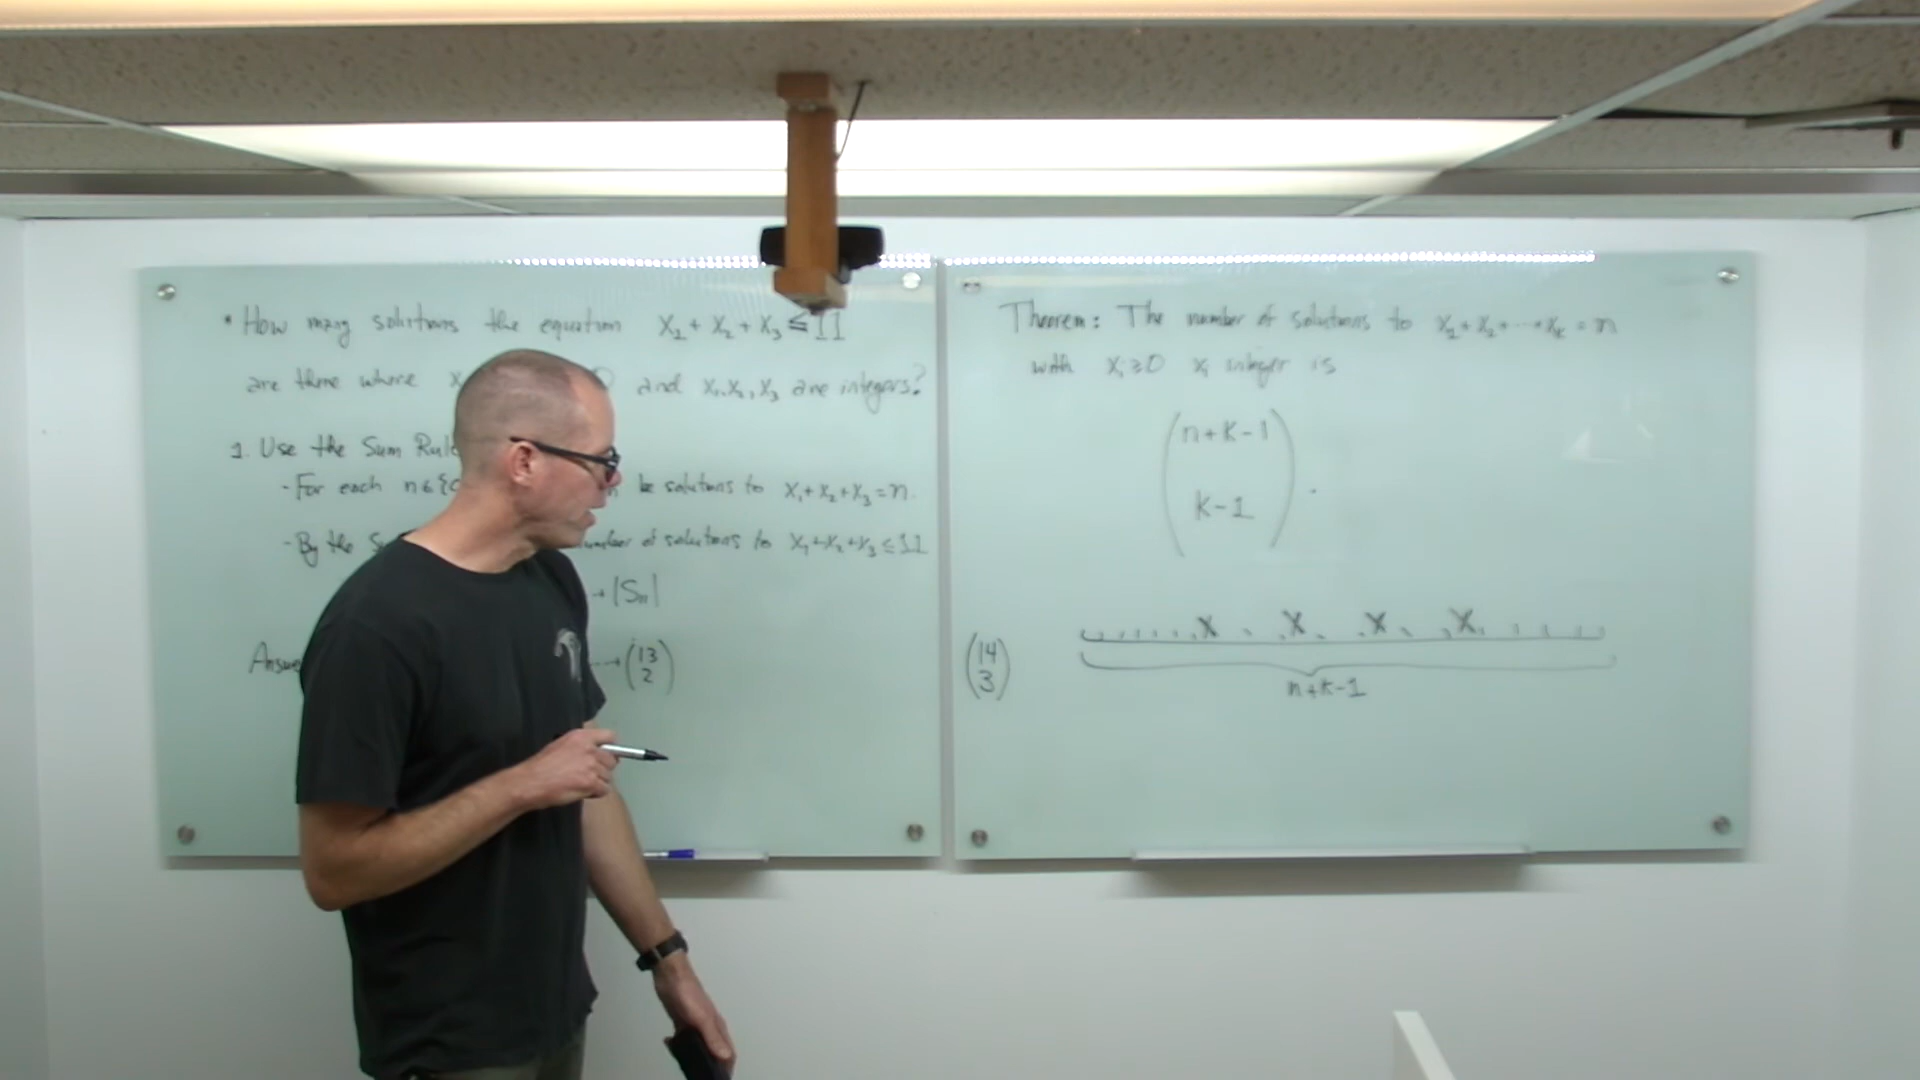 * How many solutions the equation X₁ + X₂ + X₃ ≤ 11
are there where X 0 and X₁, X₂, X₃ are integers?
1. Use the Sum Rule
- For each n ∈ {0 be solutions to X₁+X₂+X₃=n.
- By the S number of solutions to X₁+X₂+X₃≤11
+ |S₁₁|
Answe + (13 2)
Theorem: The number of solutions to X₁+X₂+⋯+Xₖ = n
with Xᵢ≥0 Xᵢ integer is
(n+k-1
k-1) .
X X X X
(14 3)
n+k-1